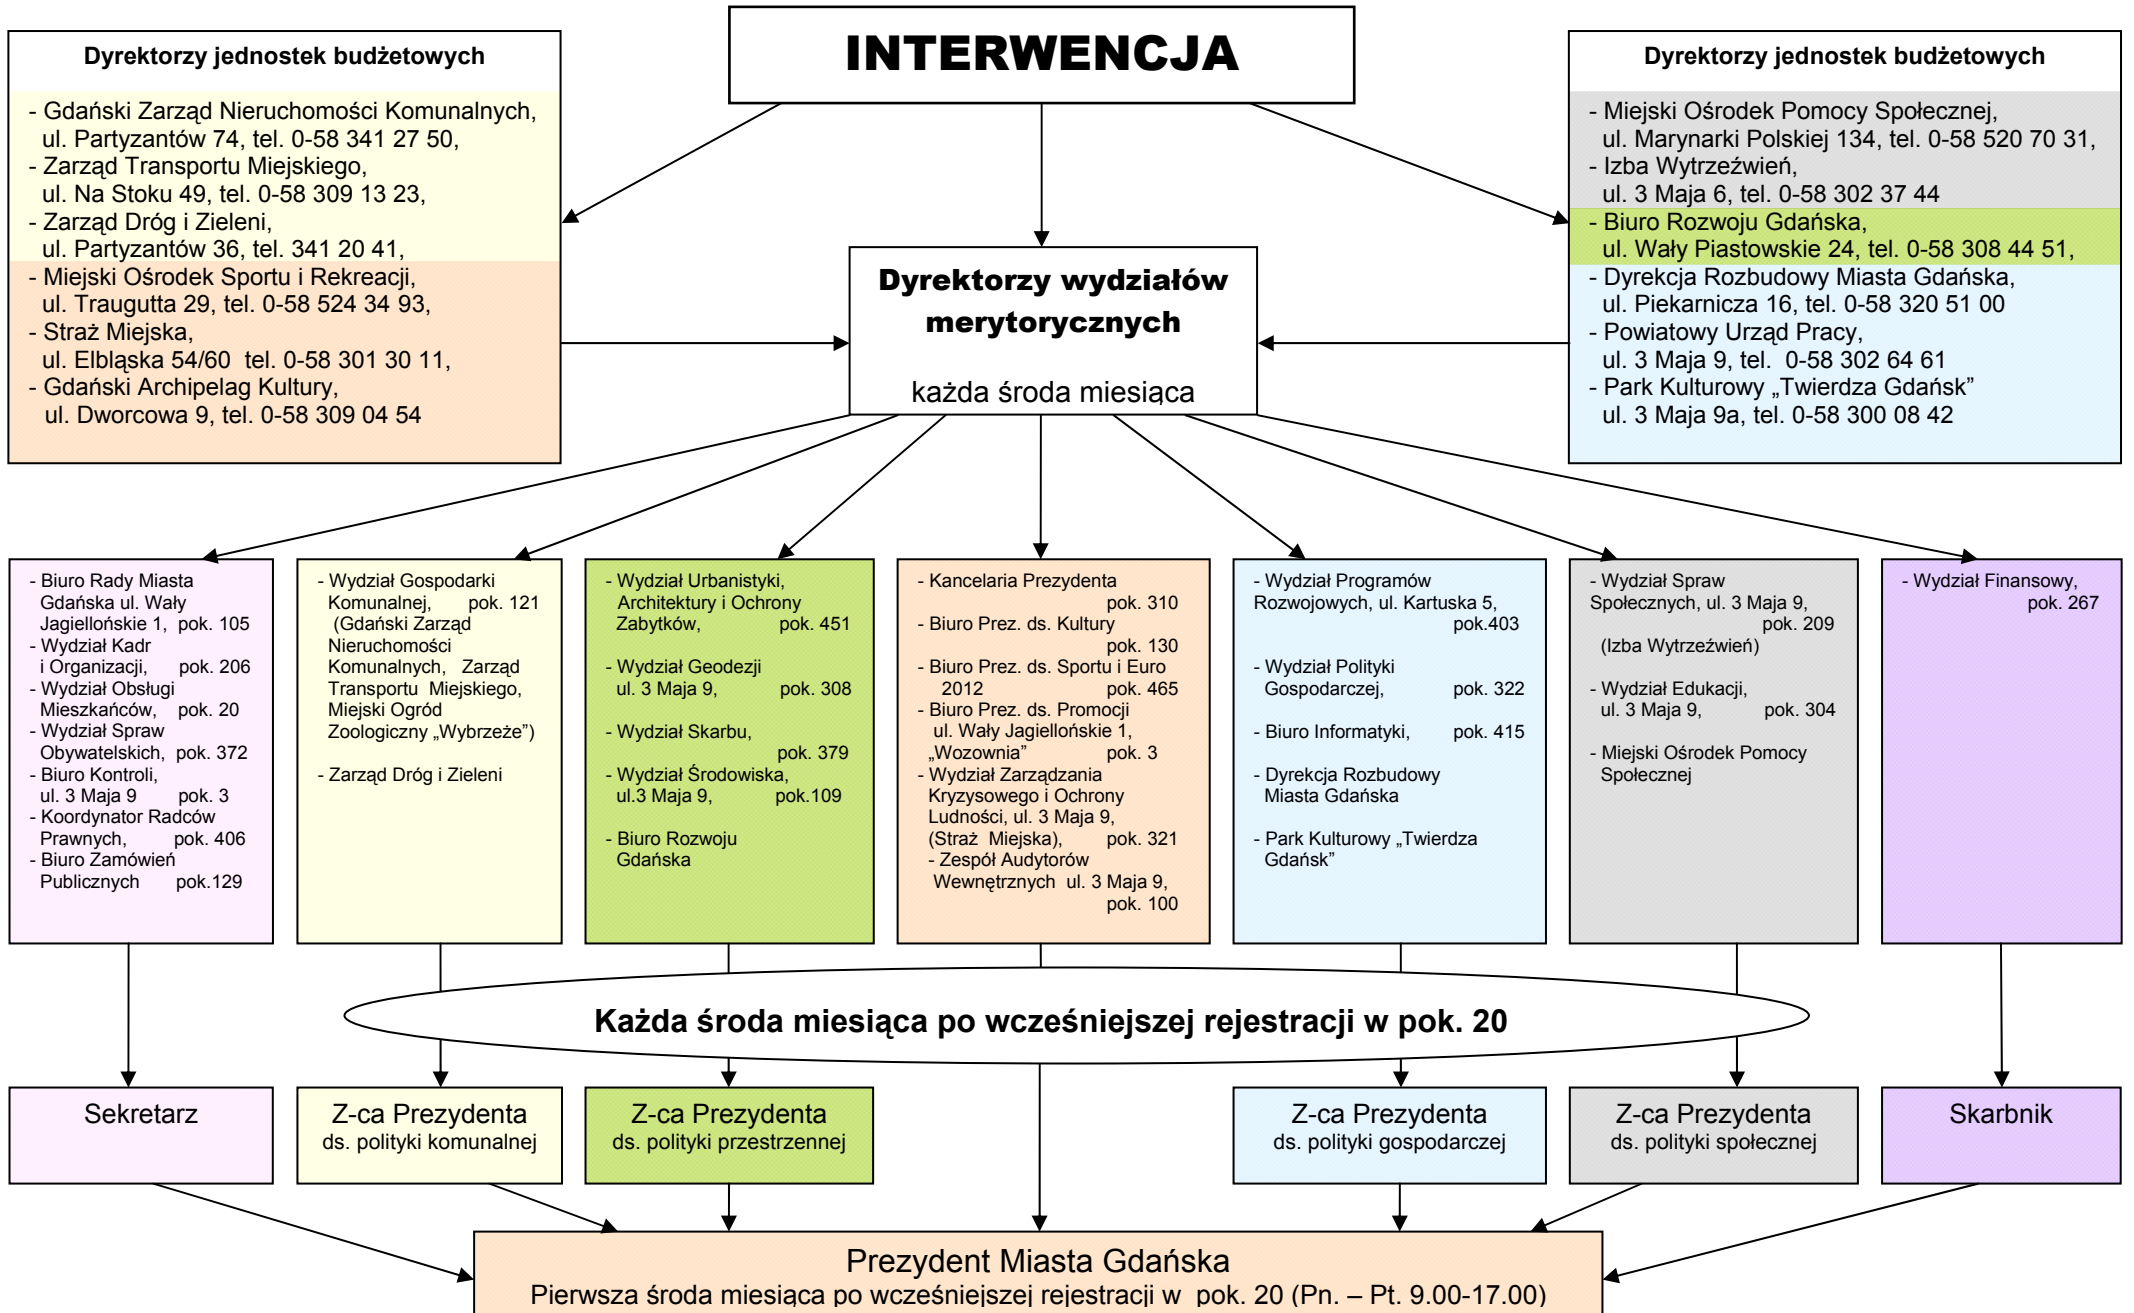 INTERWENCJA
Dyrektorzy jednostek budżetowych
- Gdański Zarząd Nieruchomości Komunalnych,
ul. Partyzantów 74, tel. 0-58 341 27 50,
- Zarząd Transportu Miejskiego,
ul. Na Stoku 49, tel. 0-58 309 13 23,
- Zarząd Dróg i Zieleni,
ul. Partyzantów 36, tel. 341 20 41,
- Miejski Ośrodek Sportu i Rekreacji,
ul. Traugutta 29, tel. 0-58 524 34 93,
- Straż Miejska,
ul. Elbląska 54/60 tel. 0-58 301 30 11,
- Gdański Archipelag Kultury,
ul. Dworcowa 9, tel. 0-58 309 04 54
Dyrektorzy wydziałów
merytorycznych
każda środa miesiąca
Dyrektorzy jednostek budżetowych
- Miejski Ośrodek Pomocy Społecznej,
ul. Marynarki Polskiej 134, tel. 0-58 520 70 31,
- Izba Wytrzeźwień,
ul. 3 Maja 6, tel. 0-58 302 37 44
- Biuro Rozwoju Gdańska,
ul. Wały Piastowskie 24, tel. 0-58 308 44 51,
- Dyrekcja Rozbudowy Miasta Gdańska,
ul. Piekarnicza 16, tel. 0-58 320 51 00
- Powiatowy Urząd Pracy,
ul. 3 Maja 9, tel. 0-58 302 64 61
- Park Kulturowy „Twierdza Gdańsk”
ul. 3 Maja 9a, tel. 0-58 300 08 42
- Biuro Rady Miasta
Gdańska ul. Wały
Jagiellońskie 1, pok. 105
- Wydział Kadr
i Organizacji, pok. 206
- Wydział Obsługi
Mieszkańców, pok. 20
- Wydział Spraw
Obywatelskich, pok. 372
- Biuro Kontroli,
ul. 3 Maja 9 pok. 3
- Koordynator Radców
Prawnych, pok. 406
- Biuro Zamówień
Publicznych pok.129
- Wydział Gospodarki
Komunalnej, pok. 121
(Gdański Zarząd
Nieruchomości
Komunalnych, Zarząd
Transportu Miejskiego,
Miejski Ogród
Zoologiczny „Wybrzeże”)
- Zarząd Dróg i Zieleni
- Wydział Urbanistyki,
Architektury i Ochrony
Zabytków, pok. 451
- Wydział Geodezji
ul. 3 Maja 9, pok. 308
- Wydział Skarbu,
pok. 379
- Wydział Środowiska,
ul.3 Maja 9, pok.109
- Biuro Rozwoju
Gdańska
- Kancelaria Prezydenta
pok. 310
- Biuro Prez. ds. Kultury
pok. 130
- Biuro Prez. ds. Sportu i Euro
2012 pok. 465
- Biuro Prez. ds. Promocji
ul. Wały Jagiellońskie 1,
„Wozownia” pok. 3
- Wydział Zarządzania
Kryzysowego i Ochrony
Ludności, ul. 3 Maja 9,
(Straż Miejska), pok. 321
- Zespół Audytorów
Wewnętrznych ul. 3 Maja 9,
pok. 100
- Wydział Programów
Rozwojowych, ul. Kartuska 5,
pok.403
- Wydział Polityki
Gospodarczej, pok. 322
- Biuro Informatyki, pok. 415
- Dyrekcja Rozbudowy
Miasta Gdańska
- Park Kulturowy „Twierdza
Gdańsk”
- Wydział Spraw
Społecznych, ul. 3 Maja 9,
pok. 209
(Izba Wytrzeźwień)
- Wydział Edukacji,
ul. 3 Maja 9, pok. 304
- Miejski Ośrodek Pomocy
Społecznej
- Wydział Finansowy,
pok. 267
Każda środa miesiąca po wcześniejszej rejestracji w pok. 20
Sekretarz
Z-ca Prezydenta
ds. polityki komunalnej
Z-ca Prezydenta
ds. polityki przestrzennej
Z-ca Prezydenta
ds. polityki gospodarczej
Z-ca Prezydenta
ds. polityki społecznej
Skarbnik
Prezydent Miasta Gdańska
Pierwsza środa miesiąca po wcześniejszej rejestracji w pok. 20 (Pn. – Pt. 9.00-17.00)